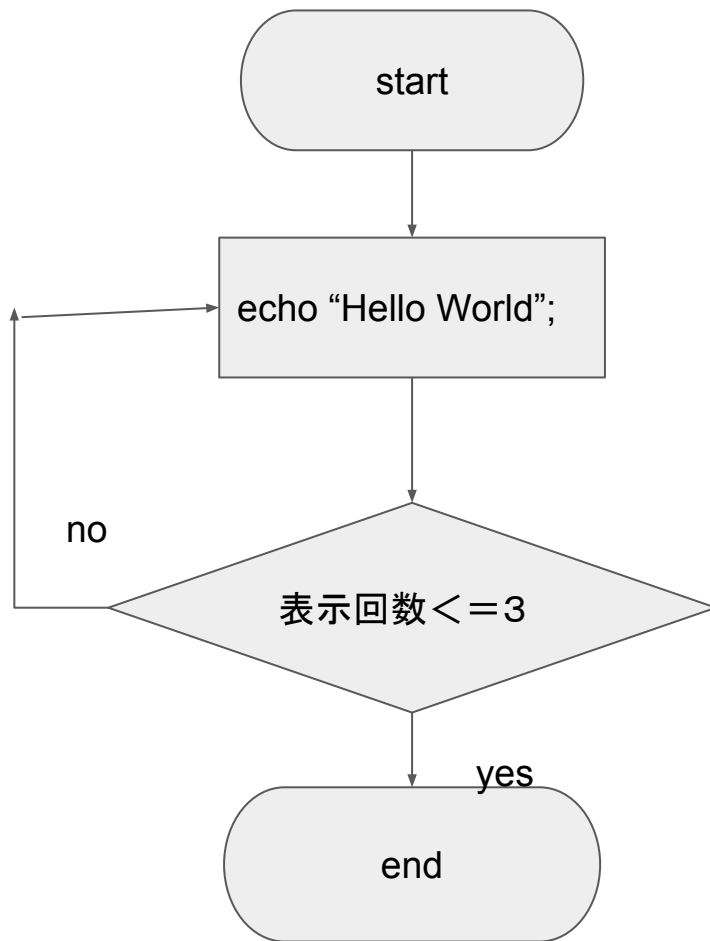 start
echo “Hello World”;
no
表示回数＜＝３
yes
end